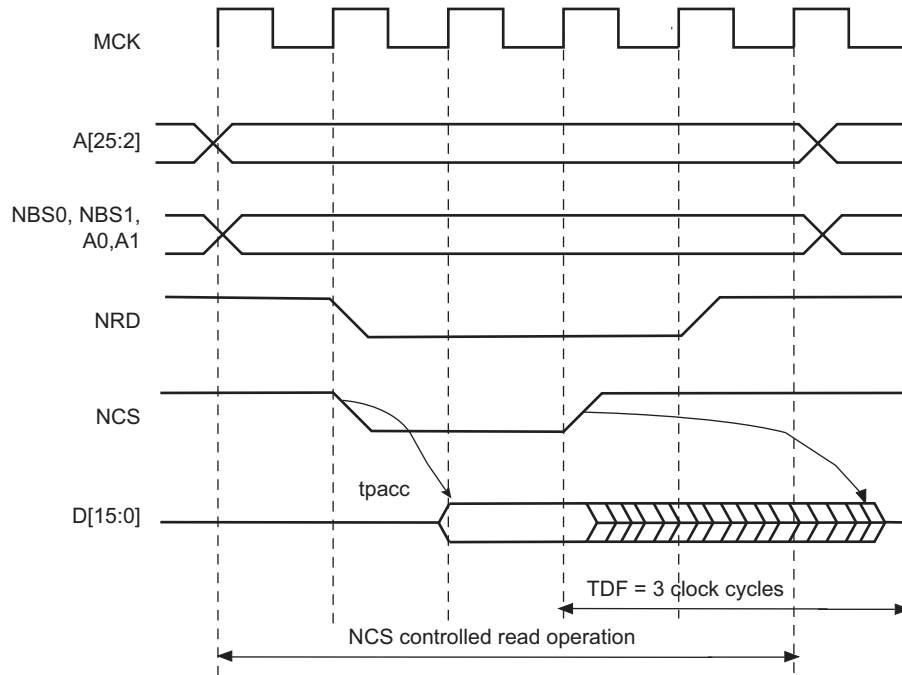 MCK
A[25:2]
NBS0, NBS1,
A0,A1
NRD
NCS
tpacc
D[15:0]
TDF = 3 clock cycles
NCS controlled read operation